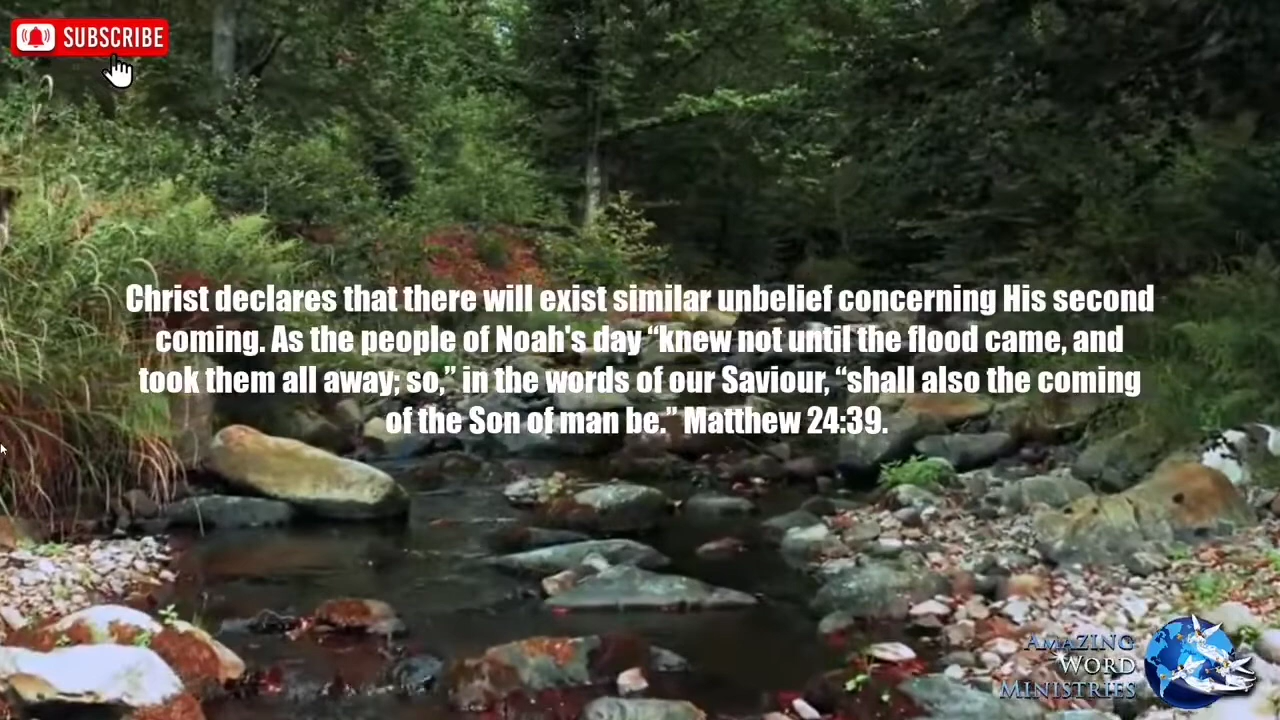 SUBSCRIBE
Christ declares that there will exist similar unbelief concerning His second
coming. As the people of Noah's day “knew not until the flood came, and
took them all away; so,” in the words of our Saviour, “shall also the coming
of the Son of man be.” Matthew 24:39.
AMAZING
WORD
MINISTRIES